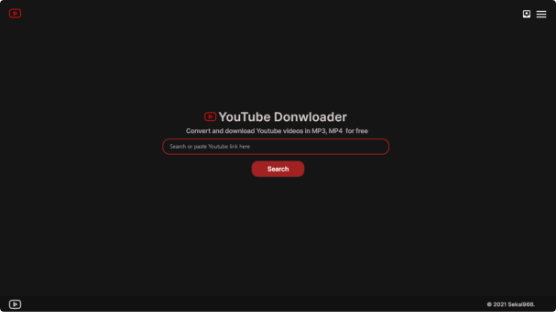 YouTube Donwloader
Convert and download Youtube videos in MP3, MP4 for free
Search or paste Youtube link here
Search
© 2021 Sekai966.